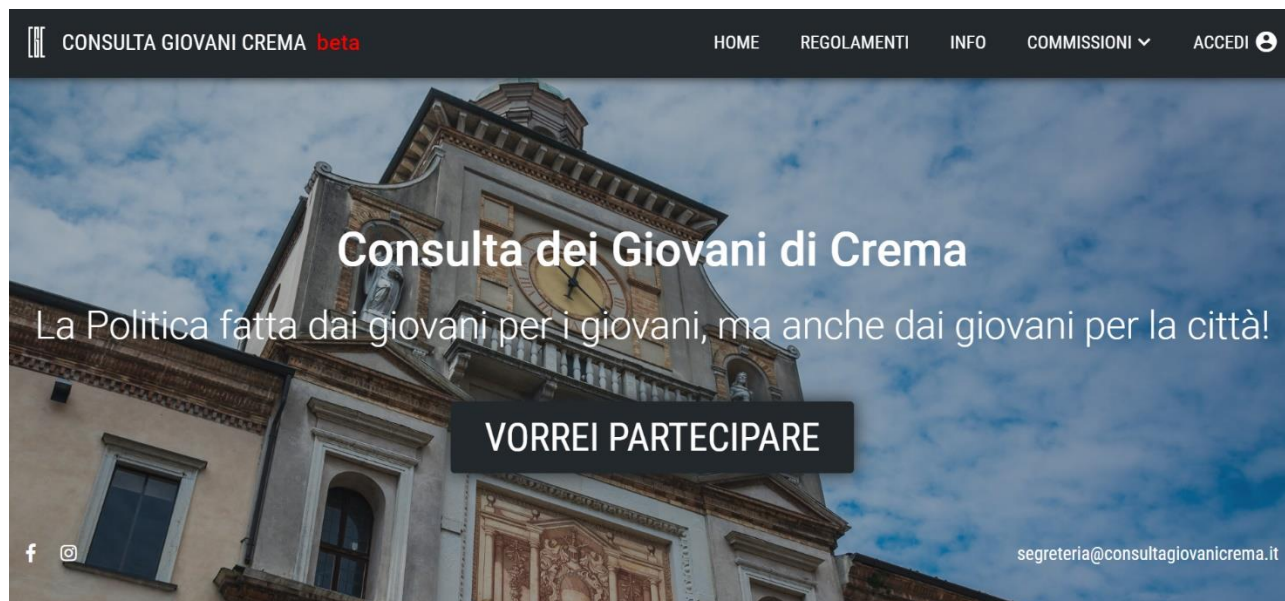 CONSULTA GIOVANI CREMA beta
HOME REGOLAMENTI INFO COMMISSIONI ACCEDI
Consulta dei Giovani di Crema
La Politica fatta dai giovani per i giovani, ma anche dai giovani per la città!
VORREI PARTECIPARE
segreteria@consultagiovanicrema.it